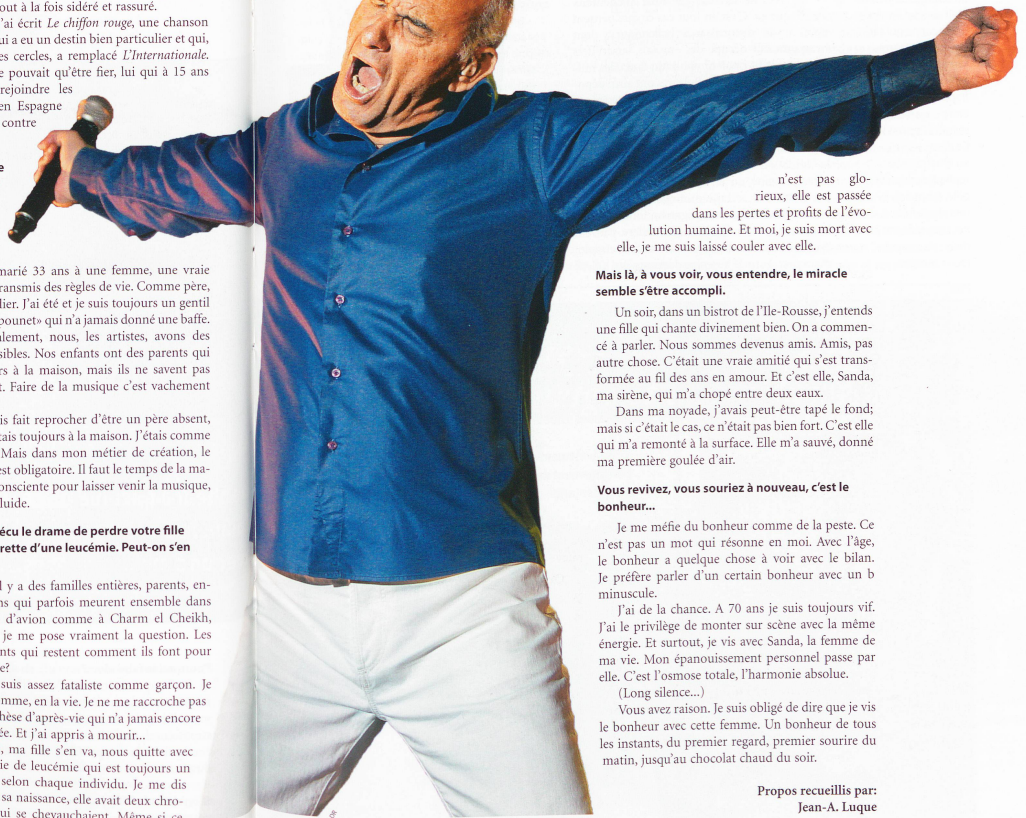 out à la fois sidéré et rassuré.
'ai écrit Le chiffon rouge, une chanson
ui a eu un destin bien particulier et qui,
es cercles, a remplacé L'Internationale.
e pouvait qu'être fier, lui qui à 15 ans
rejoindre les
en Espagne
contre
e
marié 33 ans à une femme, une vraie
ransmis des règles de vie. Comme père,
lier. J'ai été et je suis toujours un gentil
pounet» qui n'a jamais donné une baffe.
lement, nous, les artistes, avons des
sibles. Nos enfants ont des parents qui
rs à la maison, mais ils ne savent pas
t. Faire de la musique c'est vachement
is fait reprocher d'être un père absent,
tais toujours à la maison. J'étais comme
Mais dans mon métier de création, le
est obligatoire. Il faut le temps de la ma-
onsciente pour laisser venir la musique,
luide.
écu le drame de perdre votre fille
rette d'une leucémie. Peut-on s'en
l y a des familles entières, parents, en-
ns qui parfois meurent ensemble dans
d'avion comme à Charm el Cheikh,
je me pose vraiment la question. Les
nts qui restent comment ils font pour
e?
suis assez fataliste comme garçon. Je
mme, en la vie. Je ne me raccroche pas
hèse d'après-vie qui n'a jamais encore
ée. Et j'ai appris à mourir...
, ma fille s'en va, nous quitte avec
ie de leucémie qui est toujours un
selon chaque individu. Je me dis
sa naissance, elle avait deux chro-
ui se chevauchaient. Même si ce
n'est pas glo-
rieux, elle est passée
dans les pertes et profits de l'évo-
lution humaine. Et moi, je suis mort avec
elle, je me suis laissé couler avec elle.
Mais là, à vous voir, vous entendre, le miracle
semble s'être accompli.
Un soir, dans un bistrot de l'Ile-Rousse, j'entends
une fille qui chante divinement bien. On a commen-
cé à parler. Nous sommes devenus amis. Amis, pas
autre chose. C'était une vraie amitié qui s'est trans-
formée au fil des ans en amour. Et c'est elle, Sanda,
ma sirène, qui m'a chopé entre deux eaux.
Dans ma noyade, j'avais peut-être tapé le fond;
mais si c'était le cas, ce n'était pas bien fort. C'est elle
qui m'a remonté à la surface. Elle m'a sauvé, donné
ma première goulée d'air.
Vous revivez, vous souriez à nouveau, c'est le
bonheur...
Je me méfie du bonheur comme de la peste. Ce
n'est pas un mot qui résonne en moi. Avec l'âge,
le bonheur a quelque chose à voir avec le bilan.
Je préfère parler d'un certain bonheur avec un b
minuscule.
J'ai de la chance. A 70 ans je suis toujours vif.
J'ai le privilège de monter sur scène avec la même
énergie. Et surtout, je vis avec Sanda, la femme de
ma vie. Mon épanouissement personnel passe par
elle. C'est l'osmose totale, l'harmonie absolue.
(Long silence...)
Vous avez raison. Je suis obligé de dire que je vis
le bonheur avec cette femme. Un bonheur de tous
les instants, du premier regard, premier sourire du
matin, jusqu'au chocolat chaud du soir.
Propos recueillis par:
Jean-A. Luque